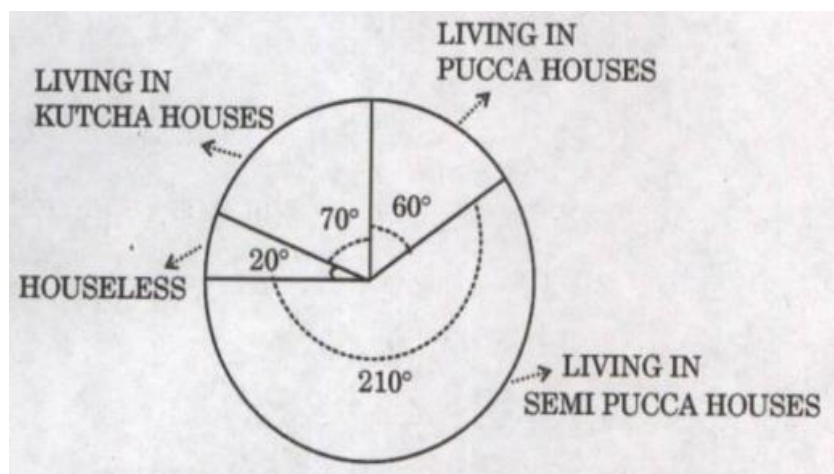 LIVING IN
PUCCA HOUSES
LIVING IN
KUTCHA HOUSES
70°
60°
20°
HOUSELESS
210°
LIVING IN
SEMI PUCCA HOUSES